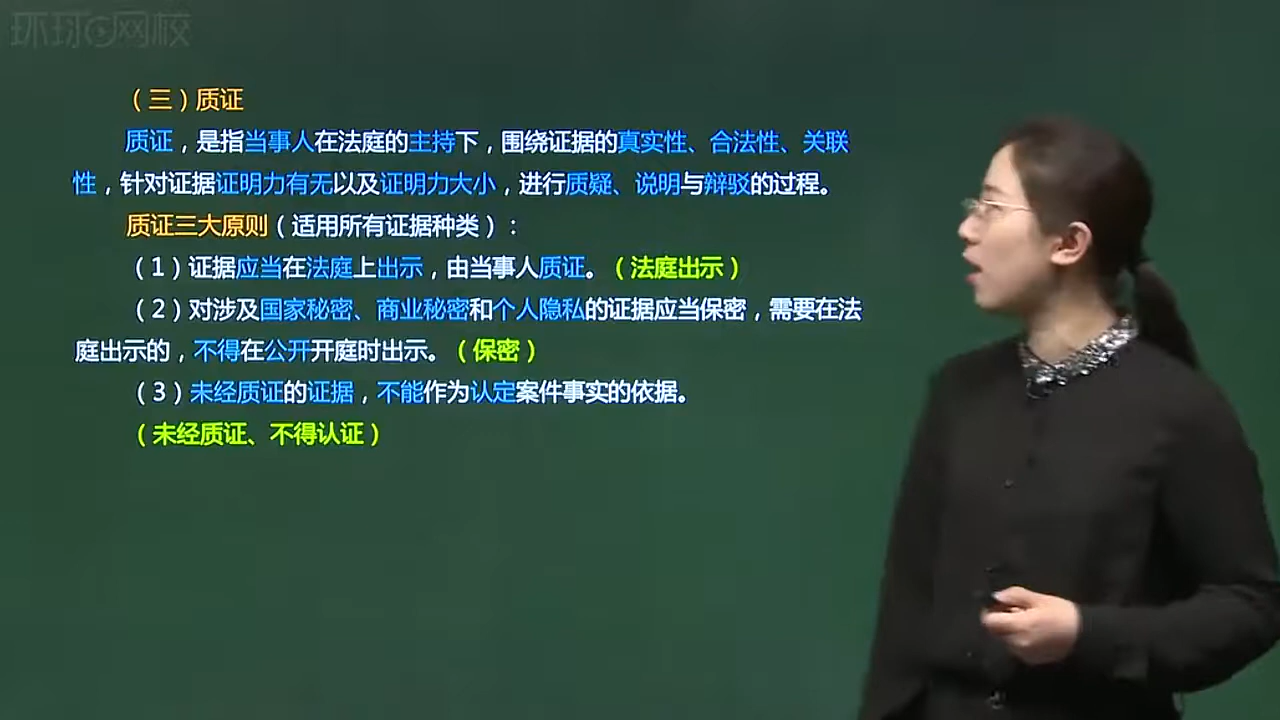 环球网校
（三）质证
质证，是指当事人在法庭的主持下，围绕证据的真实性、合法性、关联
性，针对证据证明力有无以及证明力大小，进行质疑、说明与辩驳的过程。
质证三大原则（适用所有证据种类）：
（1）证据应当在法庭上出示，由当事人质证。（法庭出示）
（2）对涉及国家秘密、商业秘密和个人隐私的证据应当保密，需要在法
庭出示的，不得在公开开庭时出示。（保密）
（3）未经质证的证据，不能作为认定案件事实的依据。
（未经质证、不得认证）